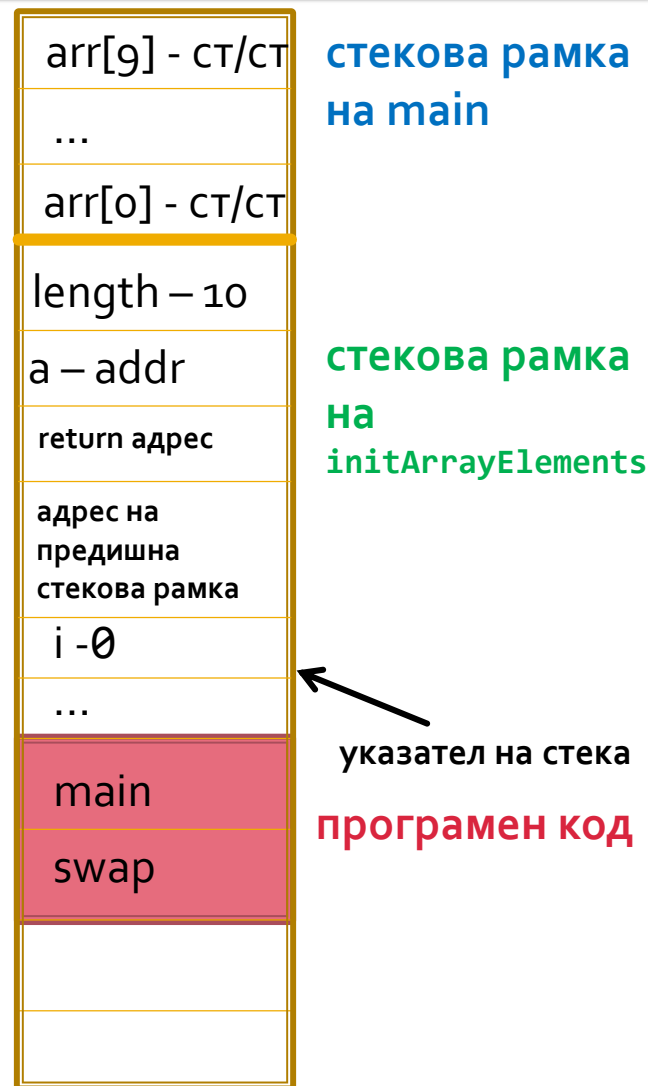 arr[9] - ст/ст
...
arr[0] - ст/ст
length – 10
a – addr
return адрес
адрес на
предишна
стекова рамка
i -0
...
main
swap
стекова рамка
на main
стекова рамка
на
initArrayElements
указател на стека
програмен код